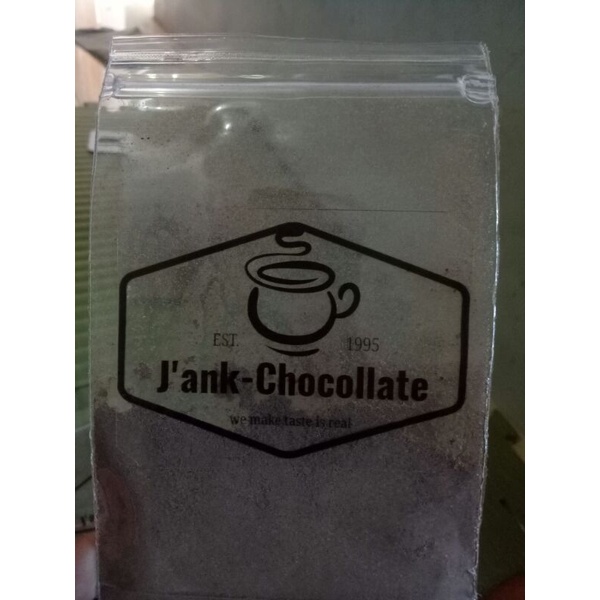 EST. 1995
J'ank-Chocollate
we make taste is real